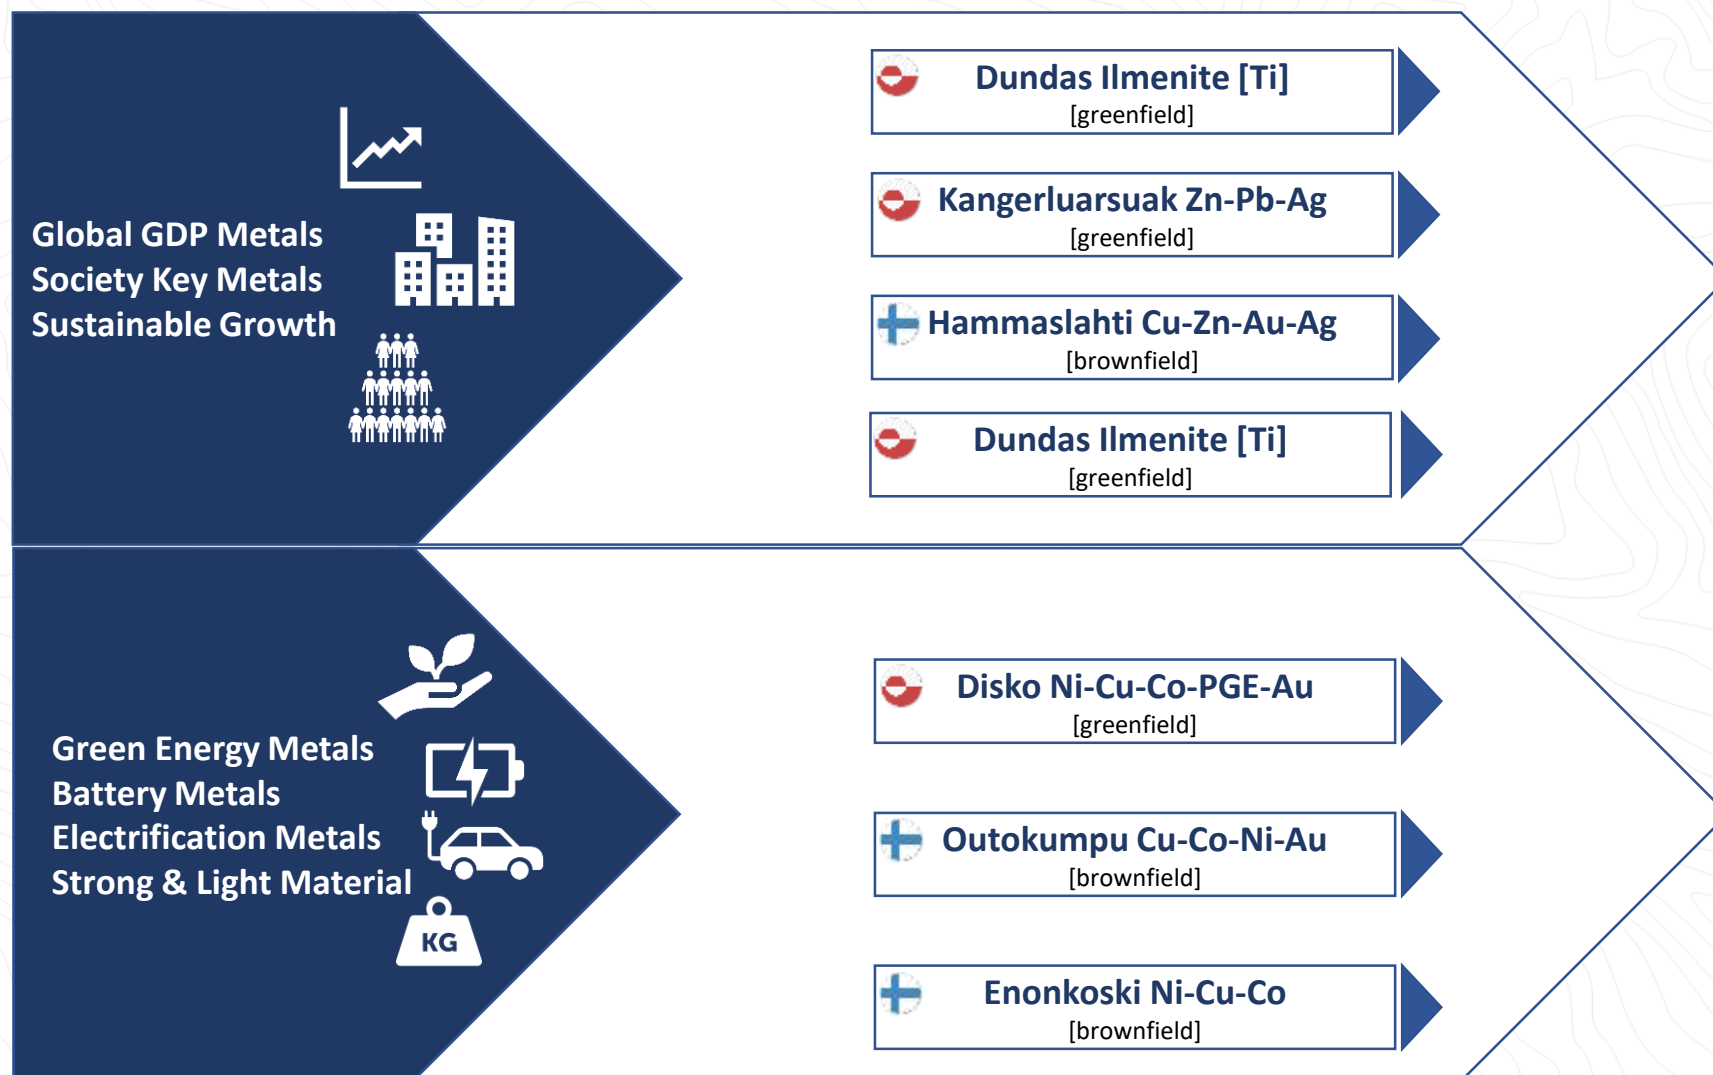 Global GDP Metals
Society Key Metals
Sustainable Growth
Dundas Ilmenite [Ti]
[greenfield]
Kangerluarsuak Zn-Pb-Ag
[greenfield]
Hammaslahti Cu-Zn-Au-Ag
[brownfield]
Dundas Ilmenite [Ti]
[greenfield]
Green Energy Metals
Battery Metals
Electrification Metals
Strong & Light Material
KG
Disko Ni-Cu-Co-PGE-Au
[greenfield]
Outokumpu Cu-Co-Ni-Au
[brownfield]
Enonkoski Ni-Cu-Co
[brownfield]